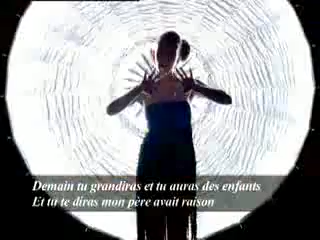 Demain tu grandiras et tu auras des enfants
Et tu te diras mon père avait raison